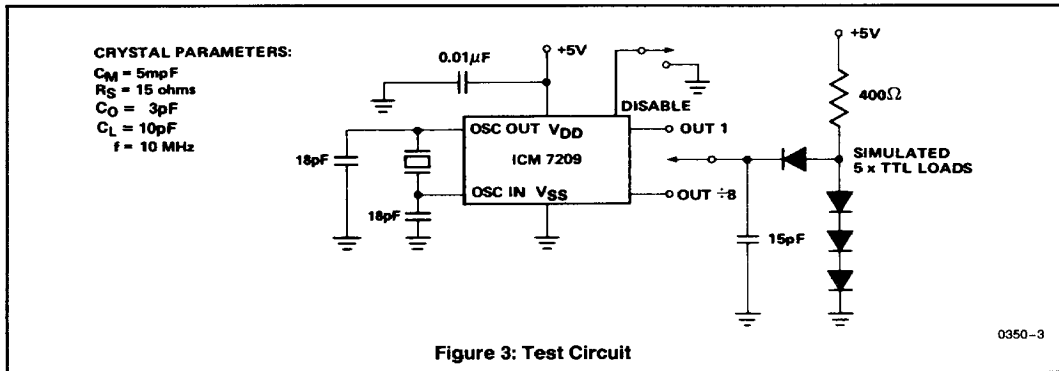 CRYSTAL PARAMETERS:
CM = 5mpF
RS = 15 ohms
CO = 3pF
CL = 10pF
f = 10 MHz
0.01µF
+5V
DISABLE
OSC OUT VDD
OUT 1
ICM 7209
18pF
OSC IN VSS
OUT ÷8
18pF
+5V
400Ω
SIMULATED
5 x TTL LOADS
15pF
0350-3
Figure 3: Test Circuit